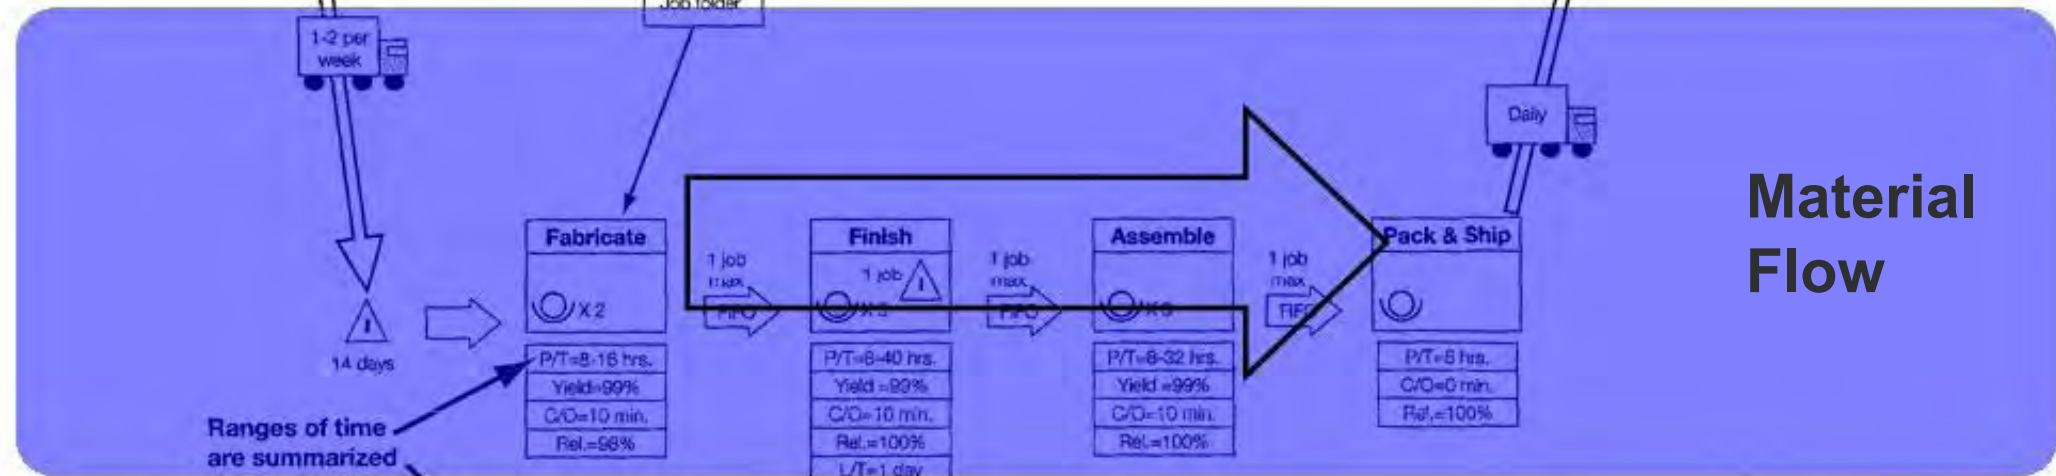 Job folder
1-2 per
week
Daily
Material
Flow
Fabricate
X 2
1 job
max
FIFO
Finish
1 job
1 job
max
FIFO
Assemble
1 job
max
FIFO
Pack & Ship
14 days
P/T=8-16 hrs.
Yield=99%
C/O=10 min.
Rel.=98%
P/T=8-40 hrs.
Yield =99%
C/O=10 min.
Rel.=100%
L/T=1 day
P/T=8-32 hrs.
Yield =99%
C/O=10 min.
Rel.=100%
C/O=0 min.
Rel.=100%
Ranges of time
are summarized